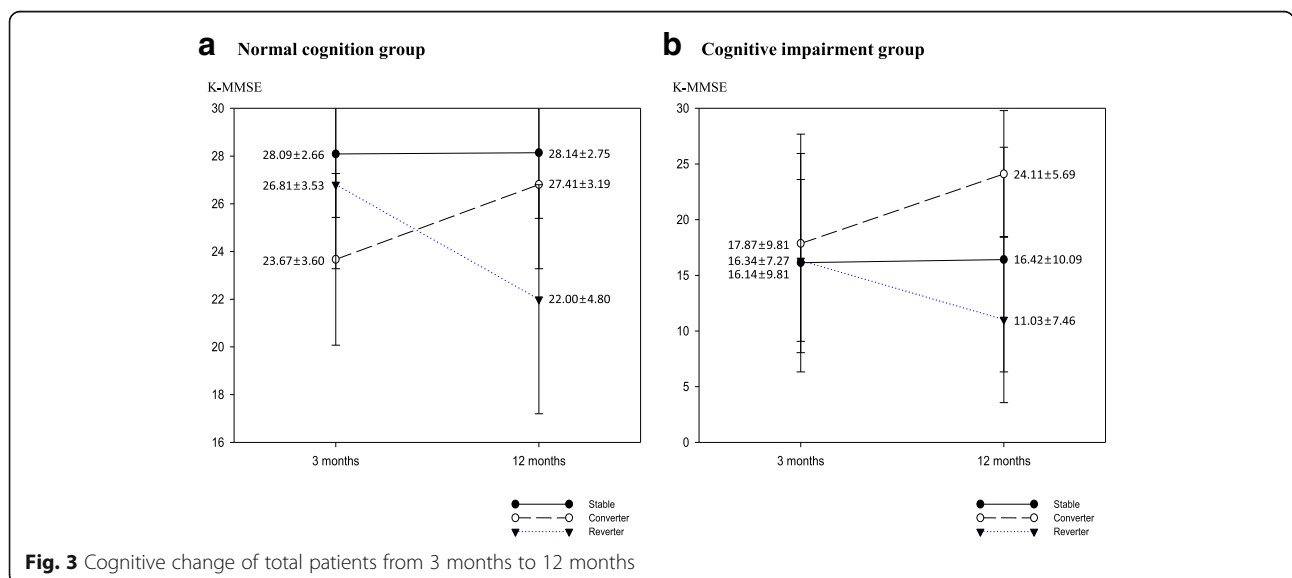 a Normal cognition group
K-MMSE
30
28
26
24
22
20
18
16
28.09±2.66
26.81±3.53
23.67±3.60
28.14±2.75
27.41±3.19
22.00±4.80
3 months 12 months
Stable
Converter
Reverter
b Cognitive impairment group
K-MMSE
30
25
20
15
10
5
0
17.87±9.81
16.34±7.27
16.14±9.81
24.11±5.69
16.42±10.09
11.03±7.46
3 months 12 months
Stable
Converter
Reverter
Fig. 3 Cognitive change of total patients from 3 months to 12 months